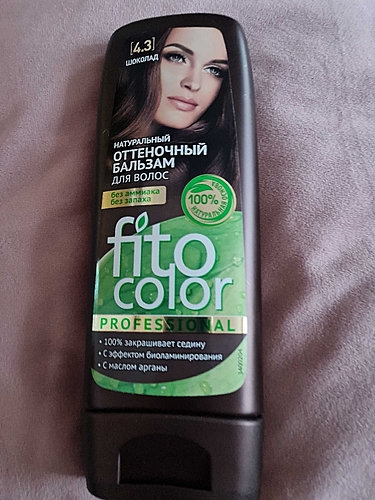 [4.3]
ШОКОЛАД
НАТУРАЛЬНЫЙ
ОТТЕНОЧНЫЙ
БАЛЬЗАМ
ДЛЯ ВОЛОС
без аммиака
без запаха
100%
fito
color
PROFESSIONAL
• 100% закрашивает седину
• С эффектом биоламинирования
• С маслом арганы